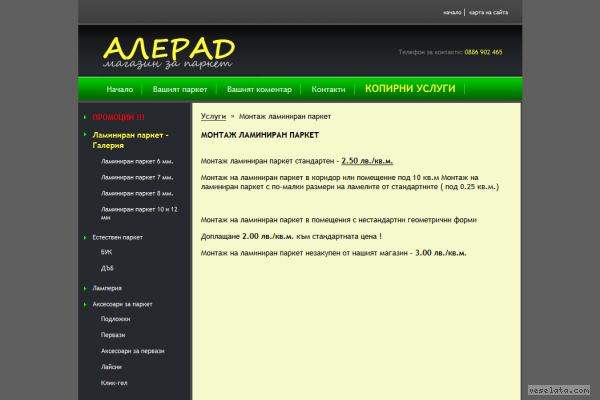 начало
карта на сайта
АЛЕРАД
магазин за паркет
Телефон за контакти: 0886 902 465
Начало
Вашият паркет
Вашият коментар
Контакти
КОПИРНИ УСЛУГИ
ПРОМОЦИИ !!!
Ламиниран паркет -
Галерия
Ламиниран паркет 6 мм.
Ламиниран паркет 7 мм.
Ламиниран паркет 8 мм.
Ламиниран паркет 10 и 12
мм
Естествен паркет
БУК
ДЪБ
Ламперия
Аксесоари за паркет
Подложки
Первази
Аксесоари за первази
Лайсни
Клик-гел
Услуги » Монтаж ламиниран паркет
МОНТАЖ ЛАМИНИРАН ПАРКЕТ
Монтаж ламиниран паркет стандартен - 2.50 лв./кв.м.
Монтаж на ламиниран паркет в коридор или помещение под 10 кв.м Монтаж на
ламиниран паркет с по-малки размери на ламелите от стандартните ( под 0.25 кв.м.)
Монтаж на ламиниран паркет в помещения с нестандартни геометрични форми
Доплащане 2.00 лв./кв.м. към стандартната цена !
Монтаж на ламиниран паркет незакупен от нашият магазин - 3.00 лв./кв.м.
veselata.com